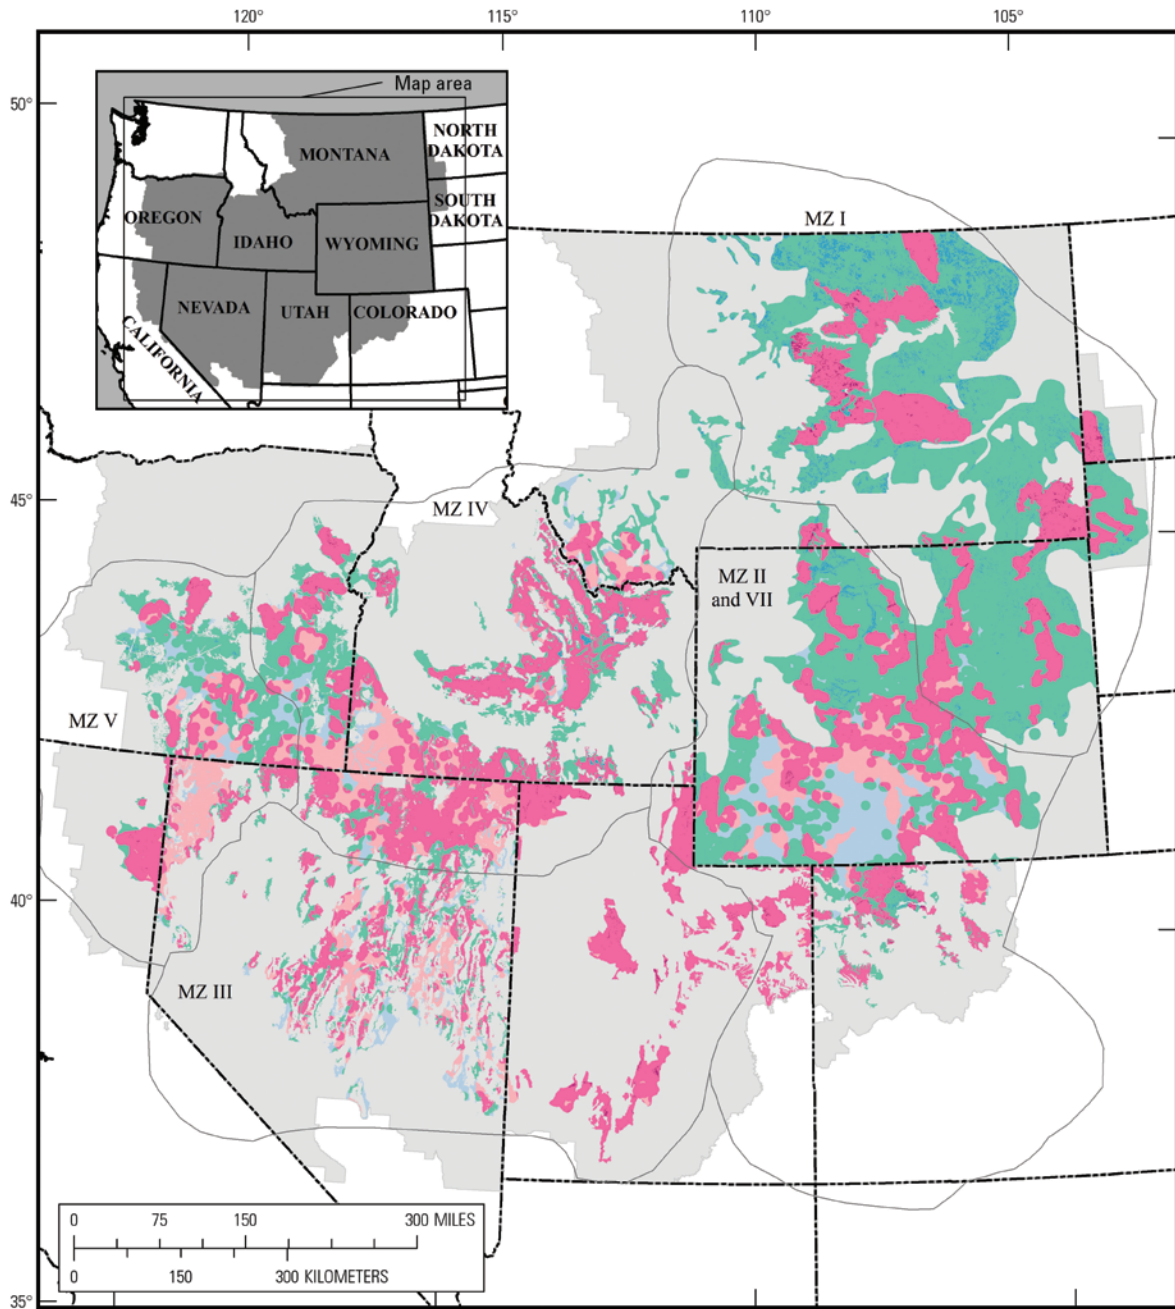 120°
115°
110°
105°
50°
Map area
NORTH
DAKOTA
MONTANA
SOUTH
DAKOTA
OREGON
IDAHO
WYOMING
NEVADA
UTAH
COLORADO
CALIFORNIA
MZ I
45°
MZ IV
MZ II
and VII
MZ V
40°
MZ III
0 75 150 300 MILES
0 150 300 KILOMETERS
35°